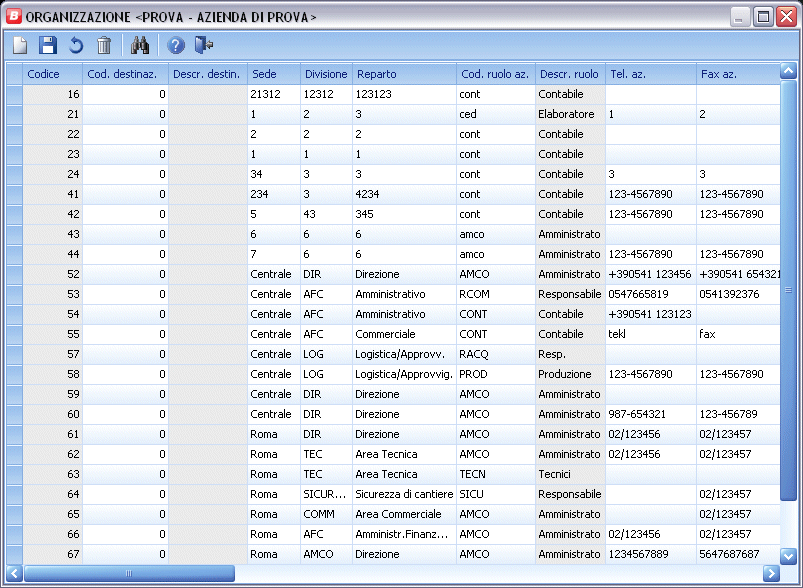 B ORGANIZZAZIONE <PROVA - AZIENDA DI PROVA>
Codice Cod. destinaz. Descr. destin. Sede Divisione Reparto Cod. ruolo az. Descr. ruolo Tel. az. Fax az.
16 0 21312 12312 123123 cont Contabile
21 0 1 2 3 ced Elaboratore 1 2
22 0 2 2 2 cont Contabile
23 0 1 1 1 cont Contabile
24 0 34 3 3 cont Contabile 3 3
41 0 234 3 4234 cont Contabile 123-4567890 123-4567890
42 0 5 43 345 cont Contabile 123-4567890 123-4567890
43 0 6 6 6 amco Amministrato
44 0 7 6 6 amco Amministrato 123-4567890 123-4567890
52 0 Centrale DIR Direzione AMCO Amministrato +390541 123456 +390541 654321
53 0 Centrale AFC Amministrativo RCOM Responsabile 0547665819 0541392376
54 0 Centrale AFC Amministrativo CONT Contabile +390541 123123
55 0 Centrale AFC Commerciale CONT Contabile tekl fax
57 0 Centrale LOG Logistica/Approvv. RACQ Resp.
58 0 Centrale LOG Logistica/Approvvig. PROD Produzione 123-4567890 123-4567890
59 0 Centrale DIR Direzione AMCO Amministrato
60 0 Centrale DIR Direzione AMCO Amministrato 987-654321 123-456789
61 0 Roma DIR Direzione AMCO Amministrato 02/123456 02/123457
62 0 Roma TEC Area Tecnica AMCO Amministrato 02/123456 02/123457
63 0 Roma TEC Area Tecnica TECN Tecnici
64 0 Roma SICUR... Sicurezza di cantiere SICU Responsabile 02/123457
65 0 Roma COMM Area Commerciale AMCO Amministrato 02/123457
66 0 Roma AFC Amministr.Finanz... AMCO Amministrato 02/123456 02/123457
67 0 Roma AMCO Direzione AMCO Amministrato 1234567889 5647687687